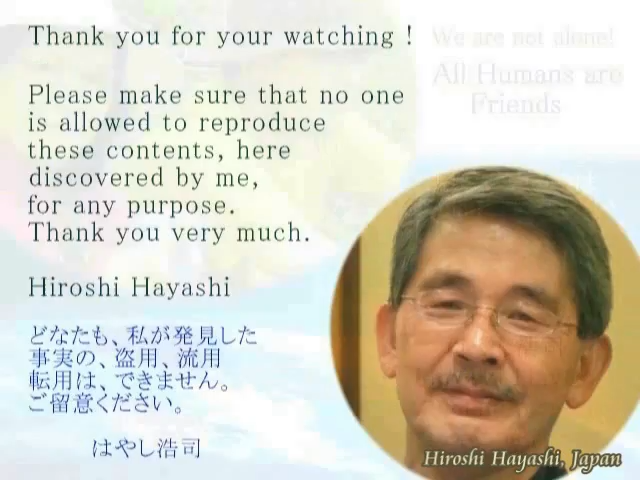 Thank you for your watching !
We are not alone!
All Humans are
Friends
Please make sure that no one
is allowed to reproduce
these contents, here
discovered by me,
for any purpose.
Thank you very much.
Hiroshi Hayashi
どなたも、私が発見した
事実の、盗用、流用
転用は、できません。
ご留意ください。
はやし浩司
Hiroshi Hayashi, Japan